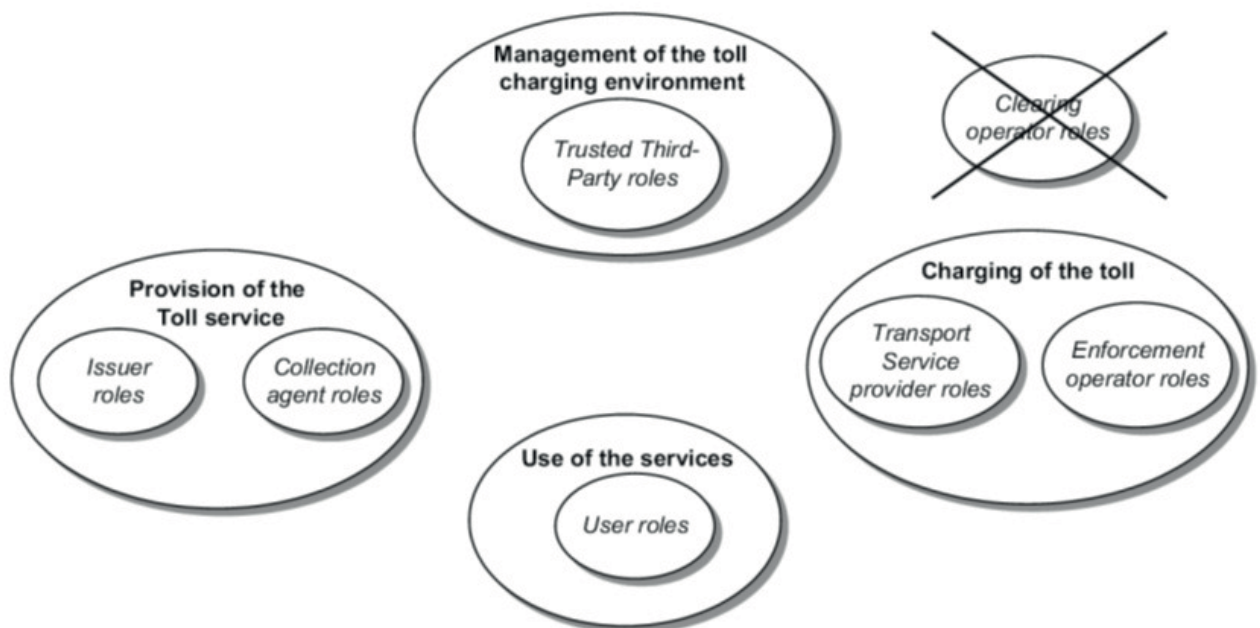 Management of the toll
charging environment
Trusted Third-
Party roles
Clearing
operator roles
Provision of the
Toll service
Issuer
roles
Collection
agent roles
Charging of the toll
Transport
Service
provider roles
Enforcement
operator roles
Use of the services
User roles